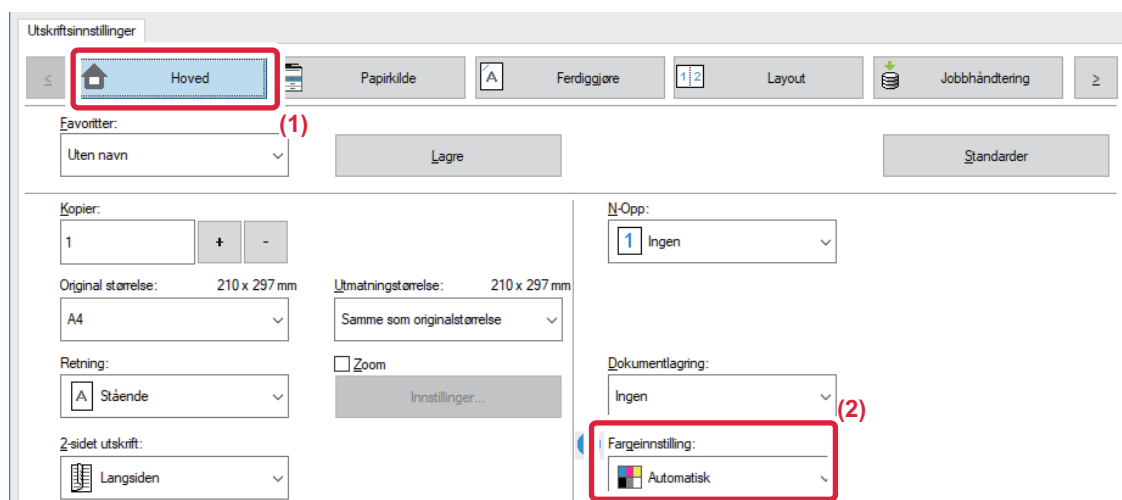 Utskriftsinnstillinger
≤
Hoved
Papirkilde
A
Ferdiggjøre
1 2
Layout
Jobbhåndtering
≥
(1)
Favoritter:
Uten navn
Lagre
Standarder
Kopier:
1
+
-
N-Opp:
1 Ingen
Original størrelse: 210 x 297 mm
A4
Utmatningstørrelse: 210 x 297 mm
Samme som originalstørrelse
Retning:
A Stående
Zoom
Innstillinger...
Dokumentlagring:
Ingen
(2)
2-sidet utskrift:
Langsiden
Fargeinnstilling:
Automatisk